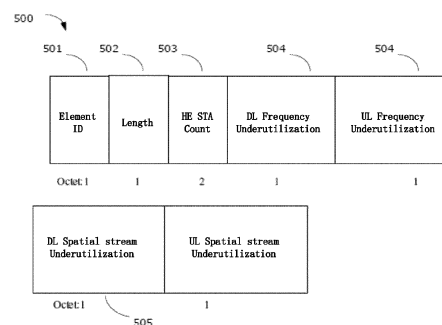 500
501 502 503 504 504
Element ID Length HE STA Count DL Frequency Underutilization UL Frequency Underutilization
Octet:1 1 2 1 1
DL Spatial stream Underutilization UL Spatial stream Underutilization
Octet:1 1
505